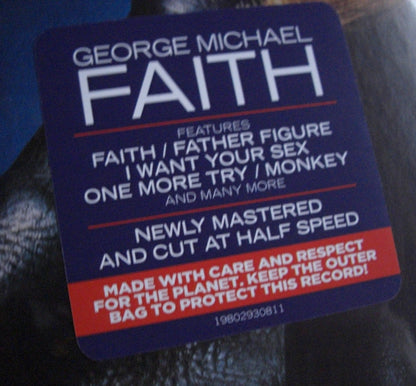 GEORGE MICHAEL
FAITH
FEATURES
FAITH / FATHER FIGURE
I WANT YOUR SEX
ONE MORE TRY / MONKEY
AND MANY MORE
NEWLY MASTERED
AND CUT AT HALF SPEED
MADE WITH CARE AND RESPECT
FOR THE PLANET. KEEP THE OUTER
BAG TO PROTECT THIS RECORD!
19802930811